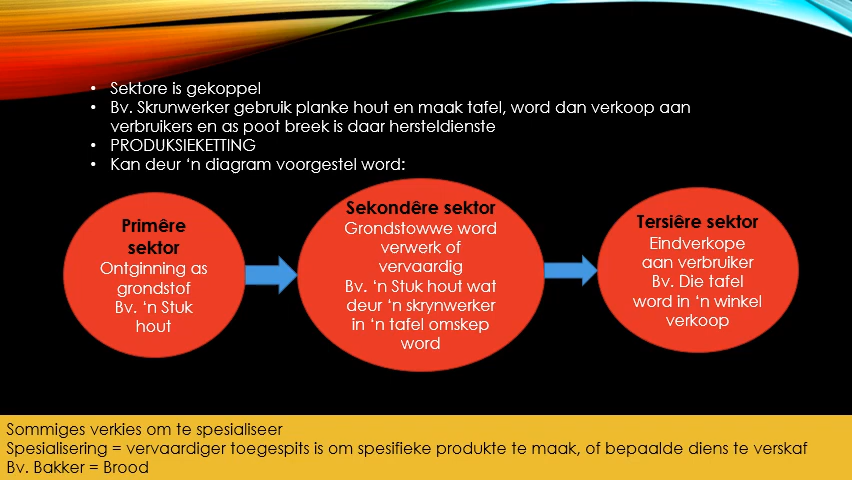 • Sektore is gekoppel
• Bv. Skrunwerker gebruik planke hout en maak tafel, word dan verkoop aan
verbruikers en as poot breek is daar hersteldienste
• PRODUKSIEKETTING
• Kan deur ‘n diagram voorgestel word:
Primêre
sektor
Ontginning as
grondstof
Bv. ‘n Stuk
hout
Sekondêre sektor
Grondstowwe word
verwerk of
vervaardig
Bv. ‘n Stuk hout wat
deur ‘n skrynwerker
in ‘n tafel omskep
word
Tersiêre sektor
Eindverkope
aan verbruiker
Bv. Die tafel
word in ‘n winkel
verkoop
Sommiges verkies om te spesialiseer
Spesialisering = vervaardiger toegespits is om spesifieke produkte te maak, of bepaalde diens te verskaf
Bv. Bakker = Brood